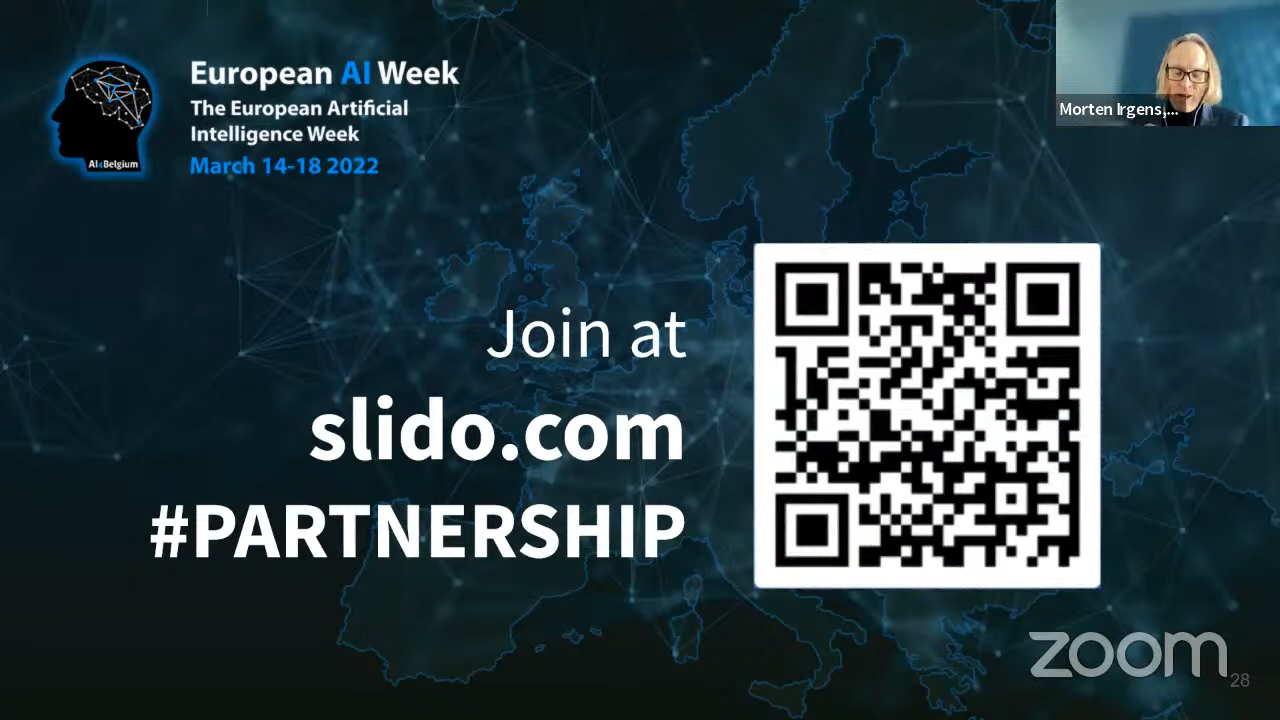 European AI Week
The European Artificial
Intelligence Week
March 14-18 2022
AI4Belgium
Morten Irgens,...
Join at
slido.com
#PARTNERSHIP
zoom
28